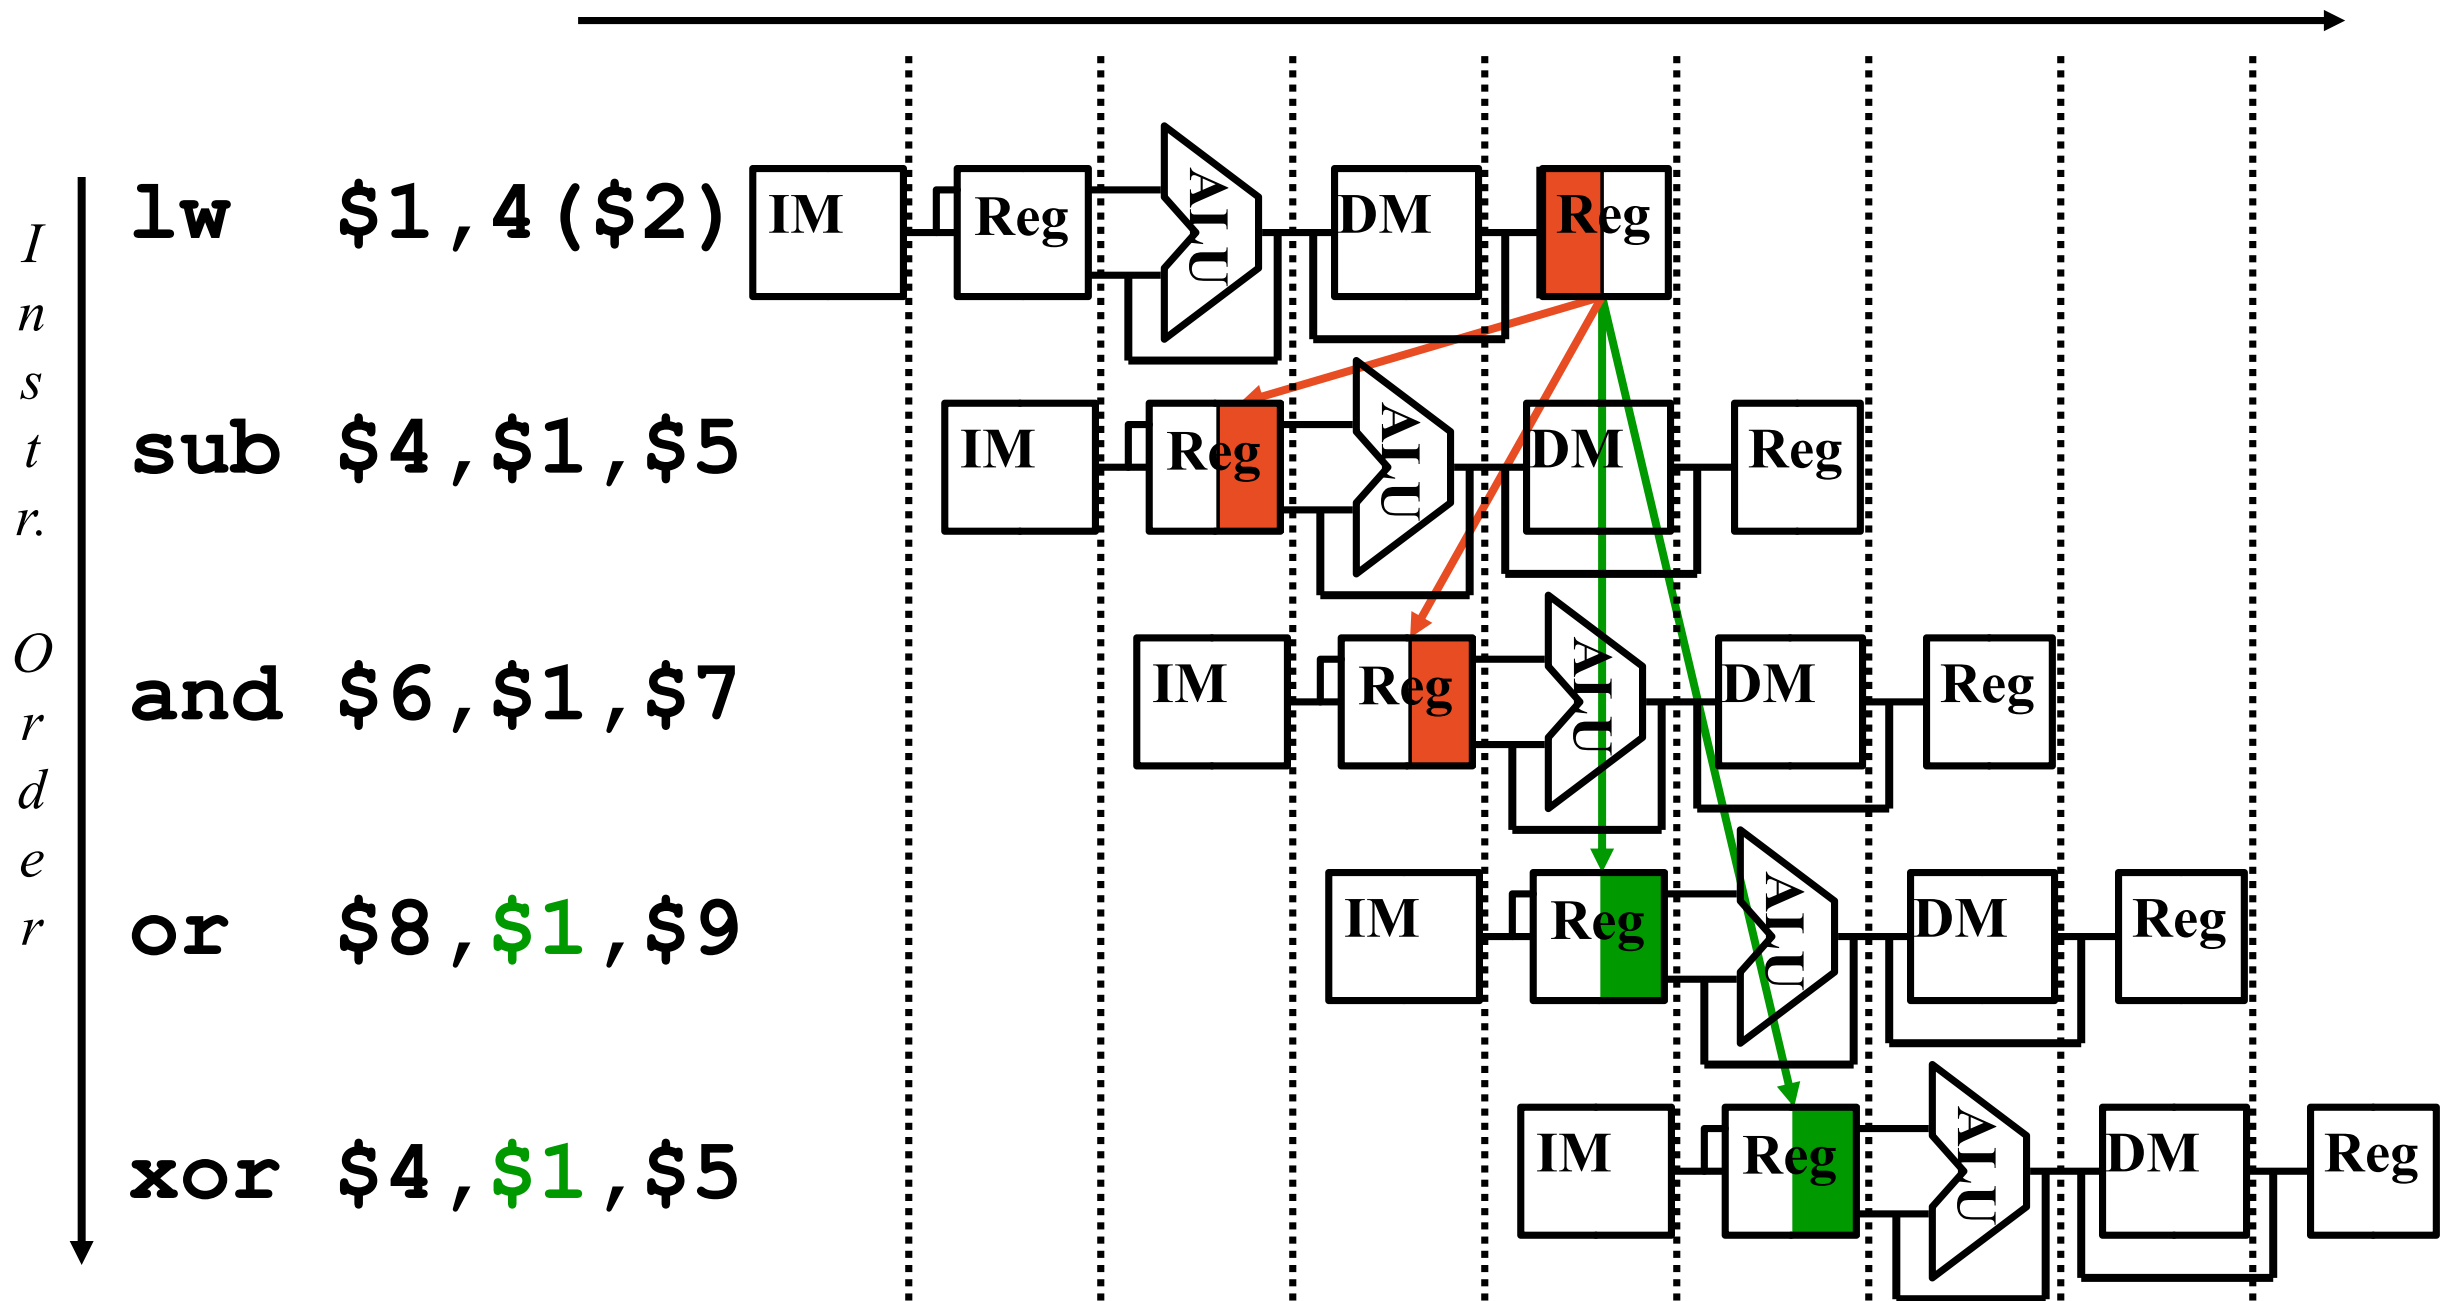 Instr. Order
lw $1,4($2) IM Reg ALU DM Reg
sub $4,$1,$5 IM Reg ALU DM Reg
and $6,$1,$7 IM Reg ALU DM Reg
or $8,$1,$9 IM Reg ALU DM Reg
xor $4,$1,$5 IM Reg ALU DM Reg